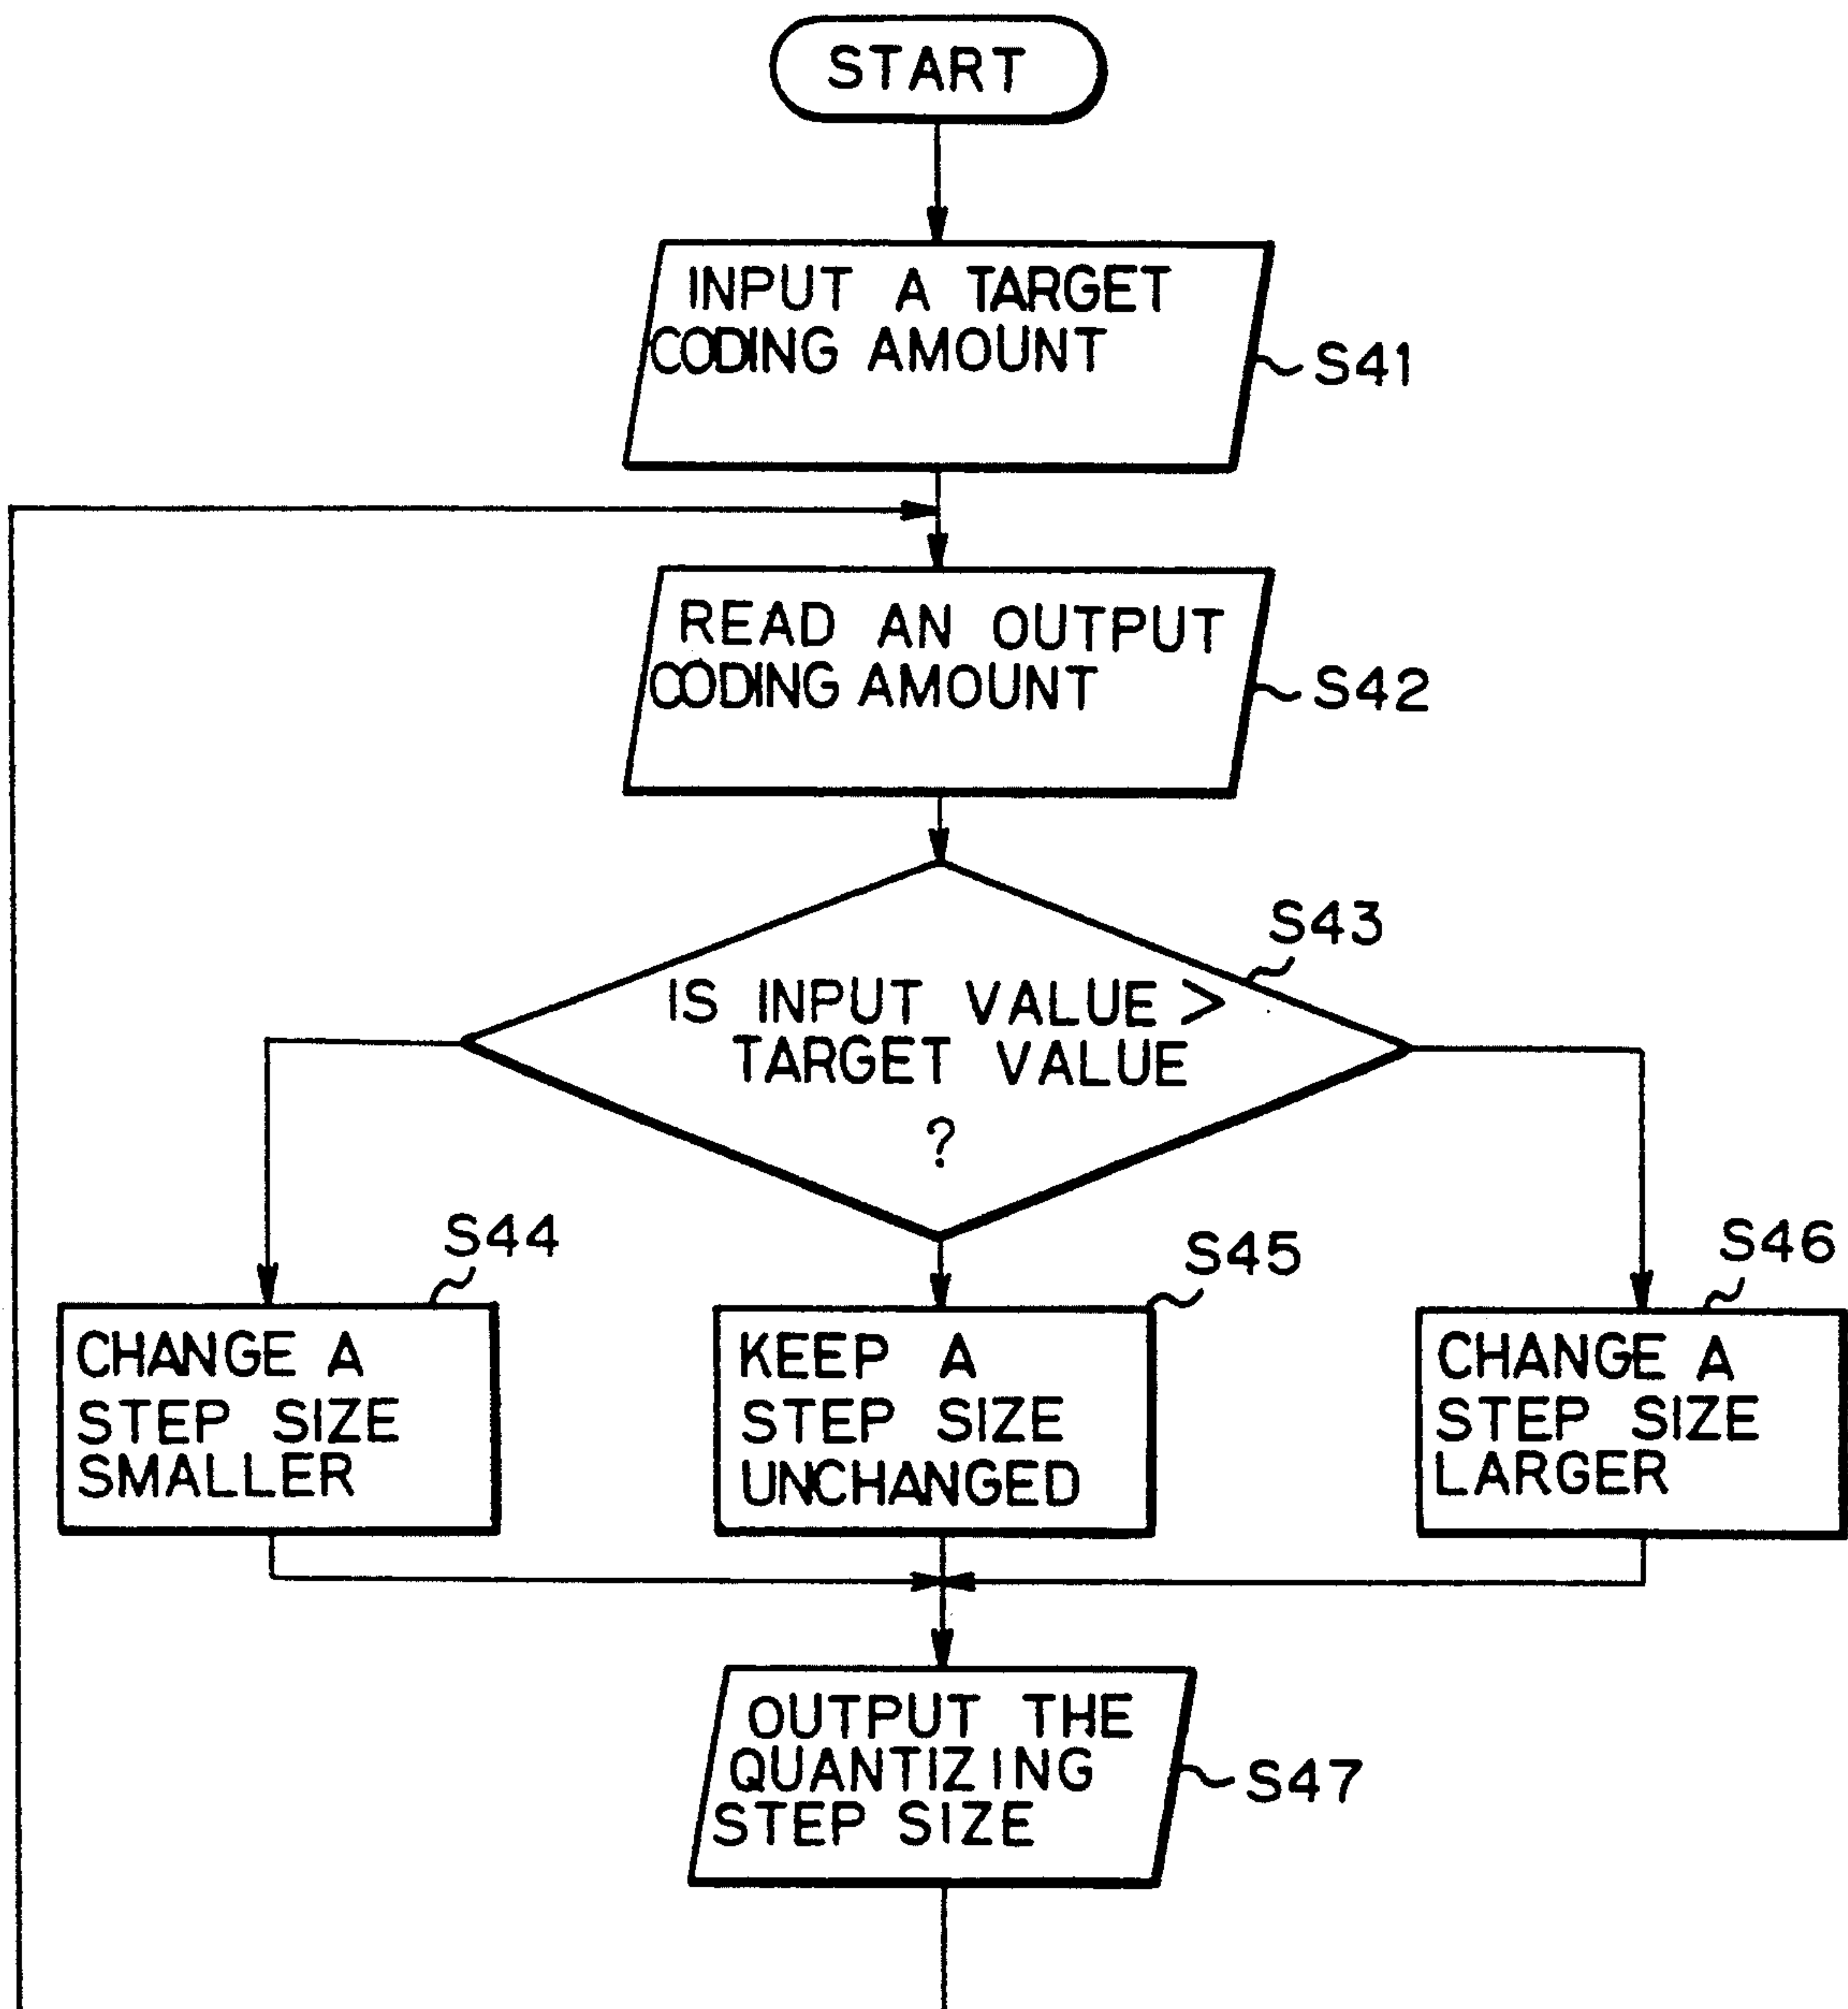 START
INPUT A TARGET
CODING AMOUNT
S41
READ AN OUTPUT
CODING AMOUNT
S42
S43
IS INPUT VALUE >
TARGET VALUE
?
S44
CHANGE A
STEP SIZE
SMALLER
S45
KEEP A
STEP SIZE
UNCHANGED
S46
CHANGE A
STEP SIZE
LARGER
OUTPUT THE
QUANTIZING
STEP SIZE
S47